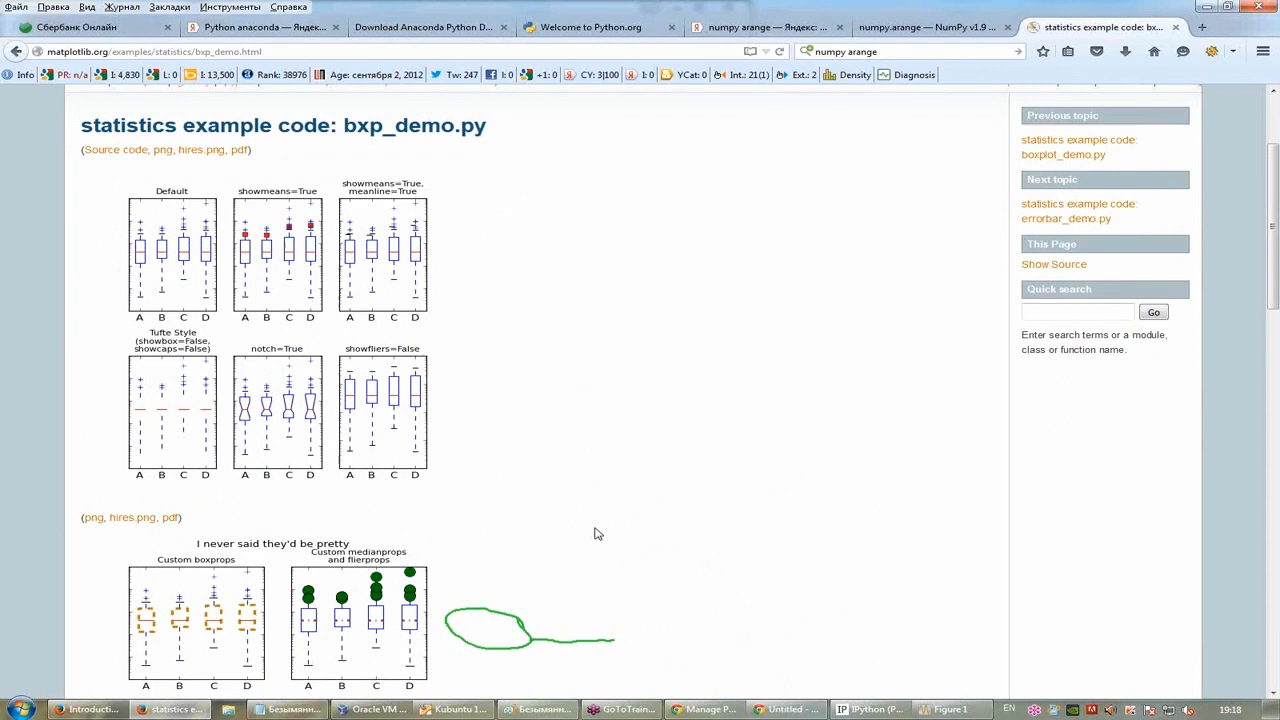 Файл Правка Вид Журнал Закладки Инструменты Справка
Сбербанк Онлайн Python anaconda — Яндекс... Download Anaconda Python D... Welcome to Python.org numpy arange — Яндекс: numpy.arange — NumPy v1.9 ... statistics example code: bx...
matplotlib.org/examples/statistics/bxp_demo.html numpy arange
Info PR: n/a I: 4,830 L: 0 I: 13,500 Rank: 38976 Age: сентября 2, 2012 Tw: 247 I: 0 +1: 0 CY: 3|100 I: 0 YCat: 0 Int.: 21(1) Ext.: 2 Density Diagnosis
statistics example code: bxp_demo.py
(Source code, png, hires.png, pdf)
Default
showmeans=True
showmeans=True,
meanline=True
A B C D
A B C D
A B C D
Tufte Style
(showbox=False,
showcaps=False)
notch=True
showfliers=False
A B C D
A B C D
A B C D
(png, hires.png, pdf)
I never said they'd be pretty
Custom boxprops
Custom medianprops
and flierprops
A B C D
A B C D
Previous topic
statistics example code:
boxplot_demo.py
Next topic
statistics example code:
errorbar_demo.py
This Page
Show Source
Quick search
Go
Enter search terms or a module,
class or function name.
Introducti... statistics e... Безымянн... Oracle VM ... Kubuntu 1... Безымянн... GoToTrain... Manage P... Untitled - ... IPython (P... Figure 1 EN 19:18